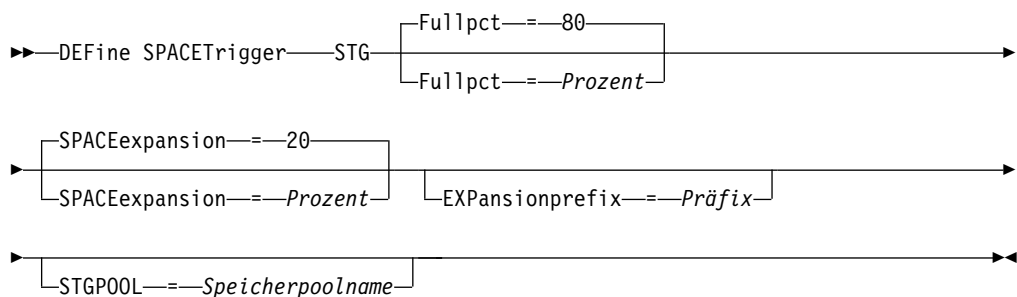 Fullpct = 80
DEFine SPACETrigger STG
Fullpct = Prozent
SPACEexpansion = 20
SPACEexpansion = Prozent
EXPansionprefix = Präfix
STGPOOL = Speicherpoolname